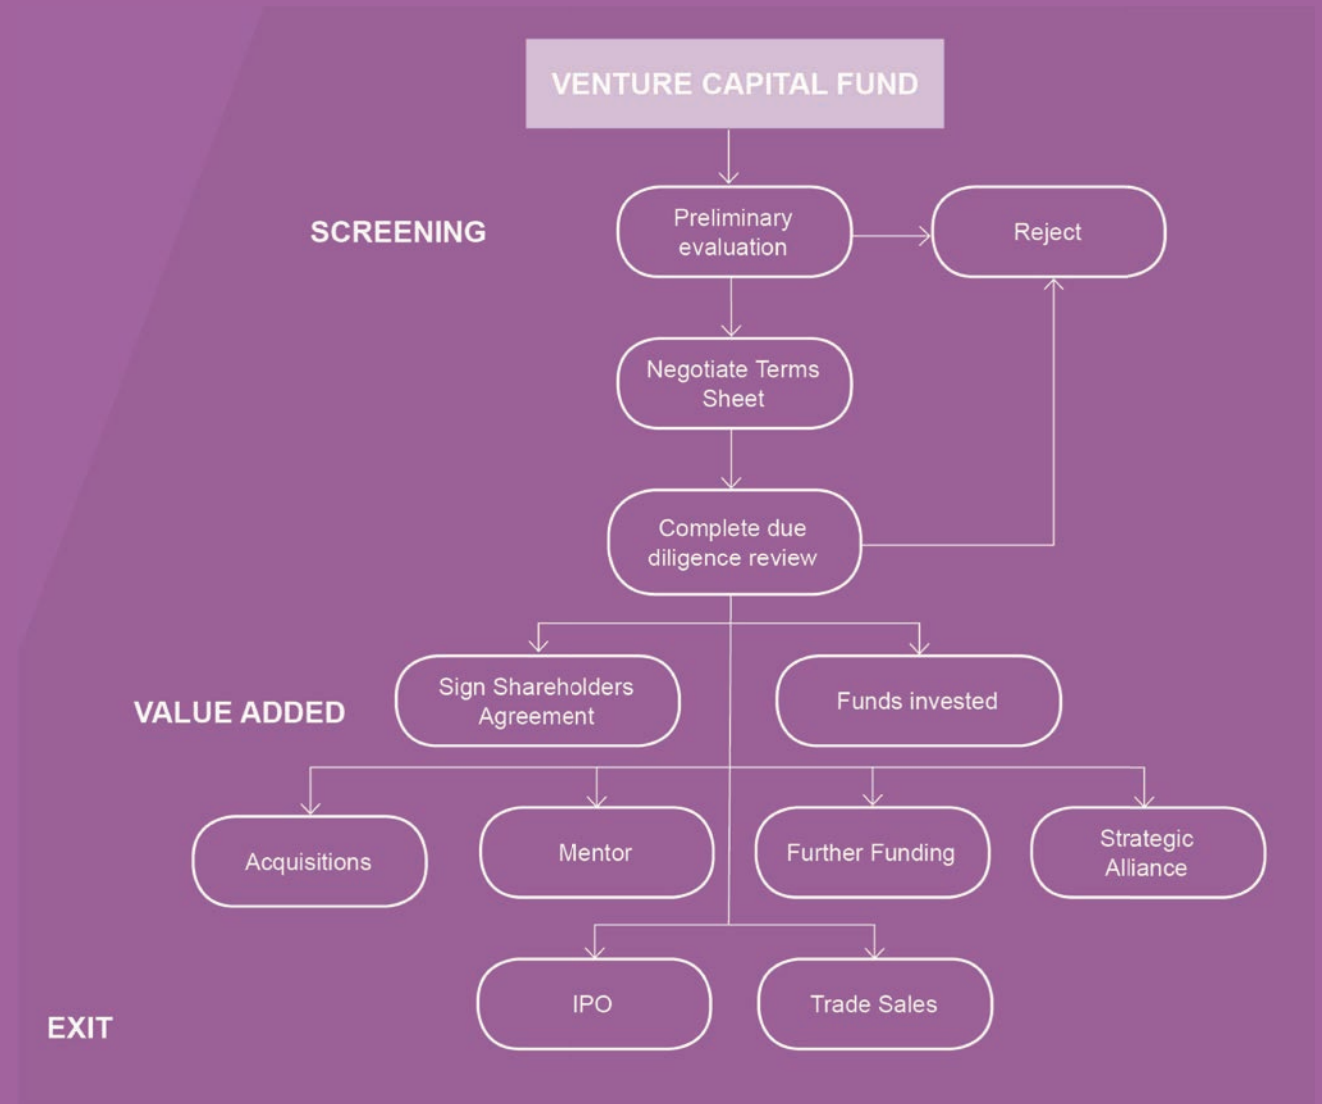 VENTURE CAPITAL FUND
SCREENING
Preliminary
evaluation
Reject
Negotiate Terms
Sheet
Complete due
diligence review
VALUE ADDED
Sign Shareholders
Agreement
Funds invested
Acquisitions
Mentor
Further Funding
Strategic
Alliance
EXIT
IPO
Trade Sales